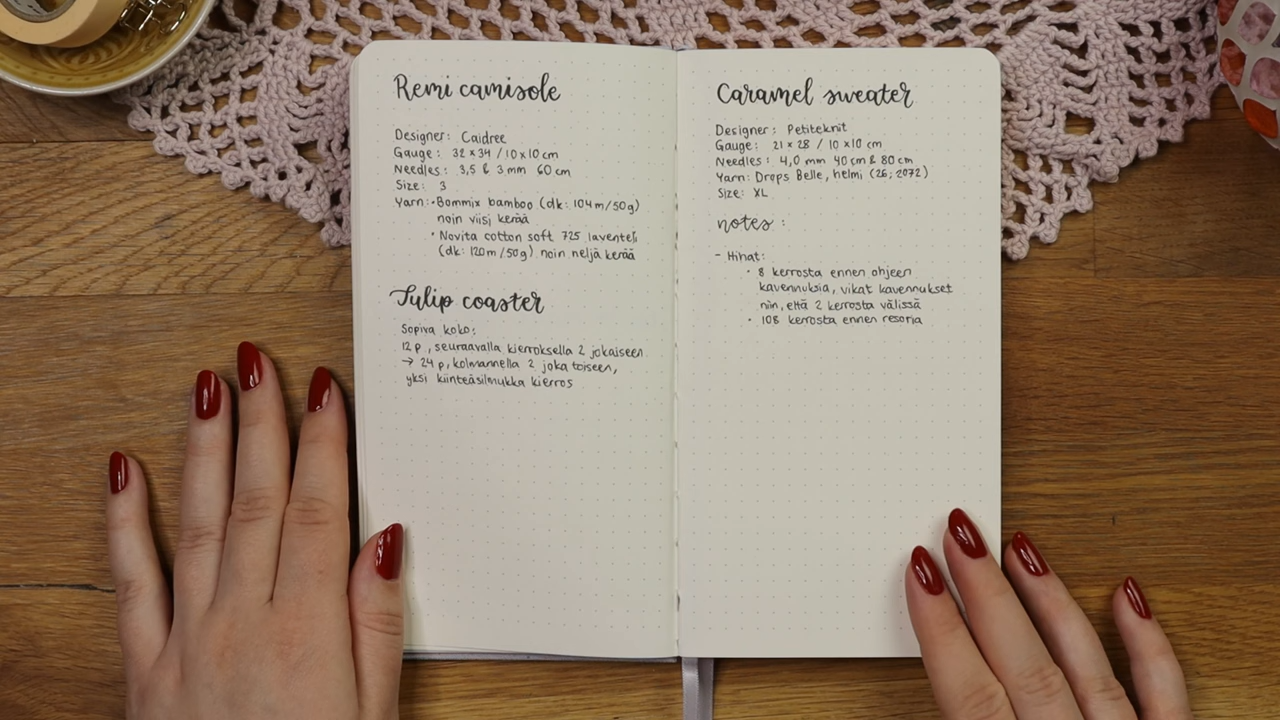 Remi camisole
Designer: Caidree
Gauge: 32 x 34 / 10 x 10 cm
Needles: 3,5 & 3 mm 60 cm
Size: 3
Yarn: • Bommix bamboo (dk: 104 m / 50 g)
noin viisi kerää
• Novita cotton soft 725 laventeli
(dk: 120 m / 50 g) noin neljä kerää
Tulip coaster
Sopiva koko:
12 p, seuraavalla kierroksella 2 jokaiseen
→ 24 p, kolmannella 2 joka toiseen,
yksi kiinteäsilmukka kierros
Caramel sweater
Designer: Petiteknit
Gauge: 21 x 28 / 10 x 10 cm
Needles: 4,0 mm 40 cm & 80 cm
Yarn: Drops Belle, helmi (26; 2072)
Size: XL
notes:
- Hihat:
• 8 kerrosta ennen ohjeen
kavennuksia, vikat kavennukset
niin, että 2 kerrosta välissä
• 108 kerrosta ennen resoria